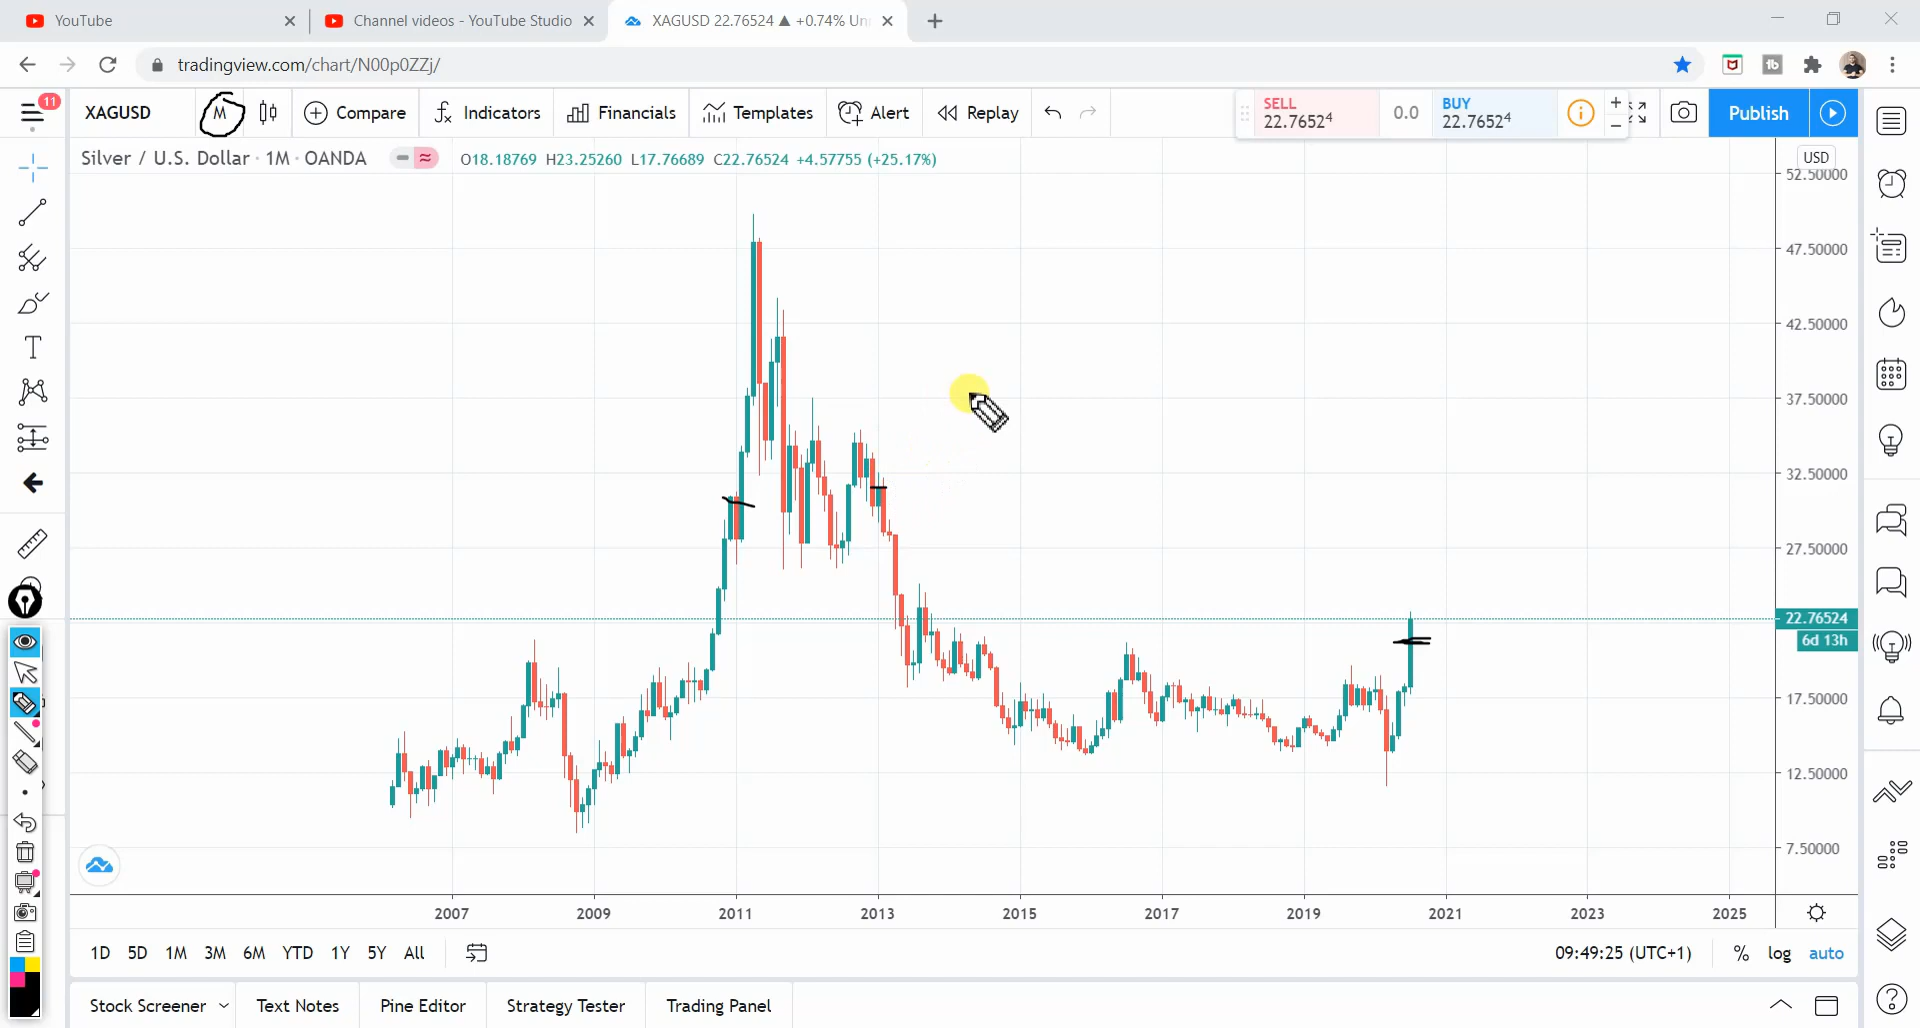 YouTube
Channel videos - YouTube Studio
XAGUSD 22.76524 ▲ +0.74%
tradingview.com/chart/N00p0ZZj/
11
XAGUSD M Compare Indicators Financials Templates Alert Replay
SELL 22.76524
0.0
BUY 22.76524
Publish
Silver / U.S. Dollar · 1M · OANDA
O18.18769 H23.25260 L17.76689 C22.76524 +4.57755 (+25.17%)
USD
52.50000
47.50000
42.50000
37.50000
32.50000
27.50000
22.76524
6d 13h
17.50000
12.50000
7.50000
2007 2009 2011 2013 2015 2017 2019 2021 2023 2025
1D 5D 1M 3M 6M YTD 1Y 5Y All
09:49:25 (UTC+1) % log auto
Stock Screener Text Notes Pine Editor Strategy Tester Trading Panel